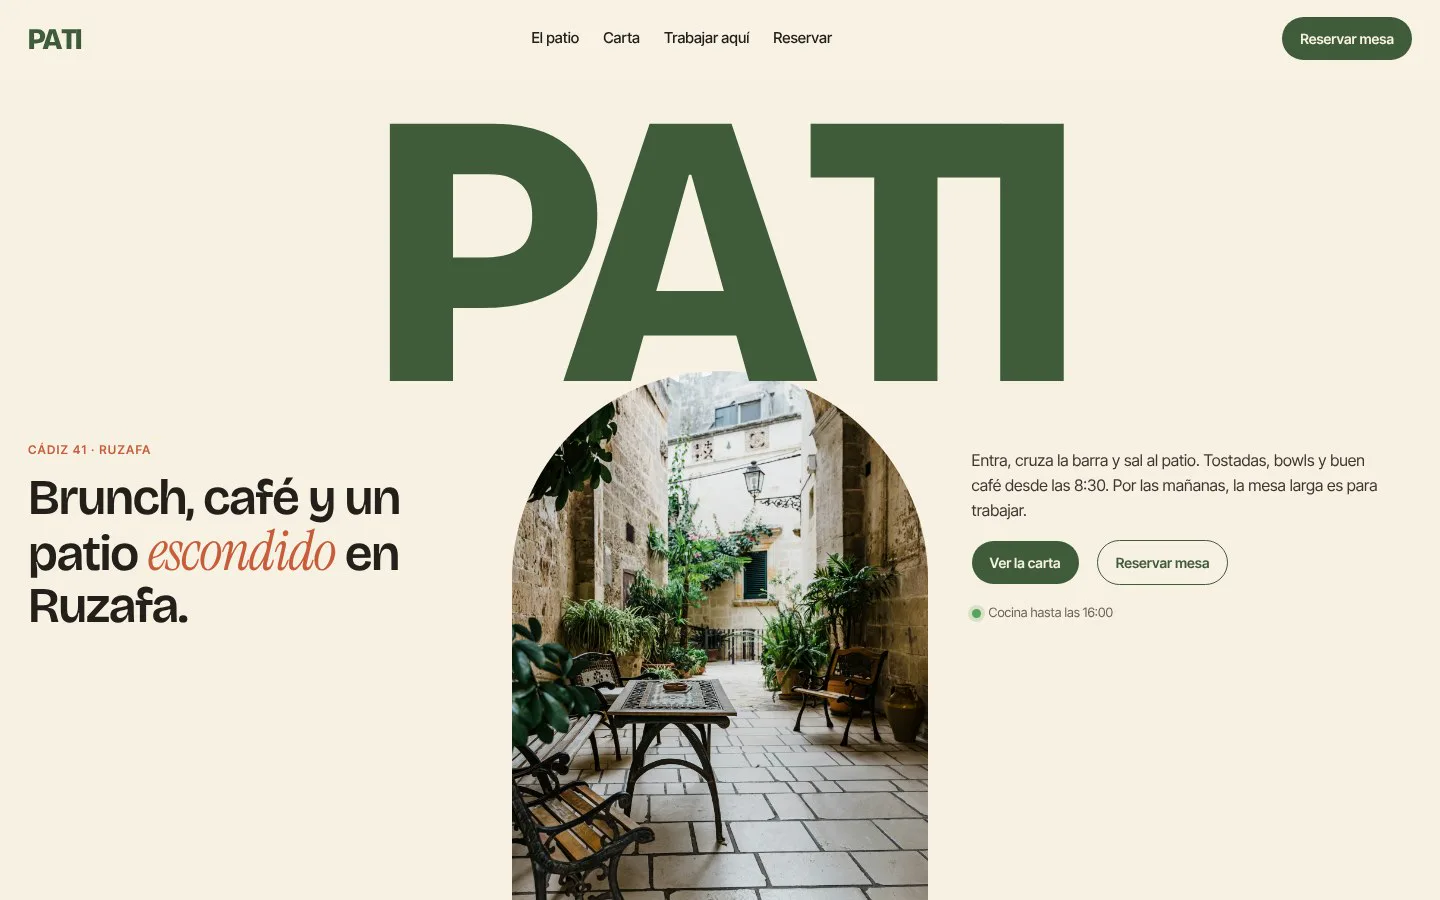 PATI
El patio
Carta
Trabajar aquí
Reservar
Reservar mesa
PATI
CÁDIZ 41 · RUZAFA
Brunch, café y un
patio escondido en
Ruzafa.
Entra, cruza la barra y sal al patio. Tostadas, bowls y buen
café desde las 8:30. Por las mañanas, la mesa larga es para
trabajar.
Ver la carta
Reservar mesa
Cocina hasta las 16:00